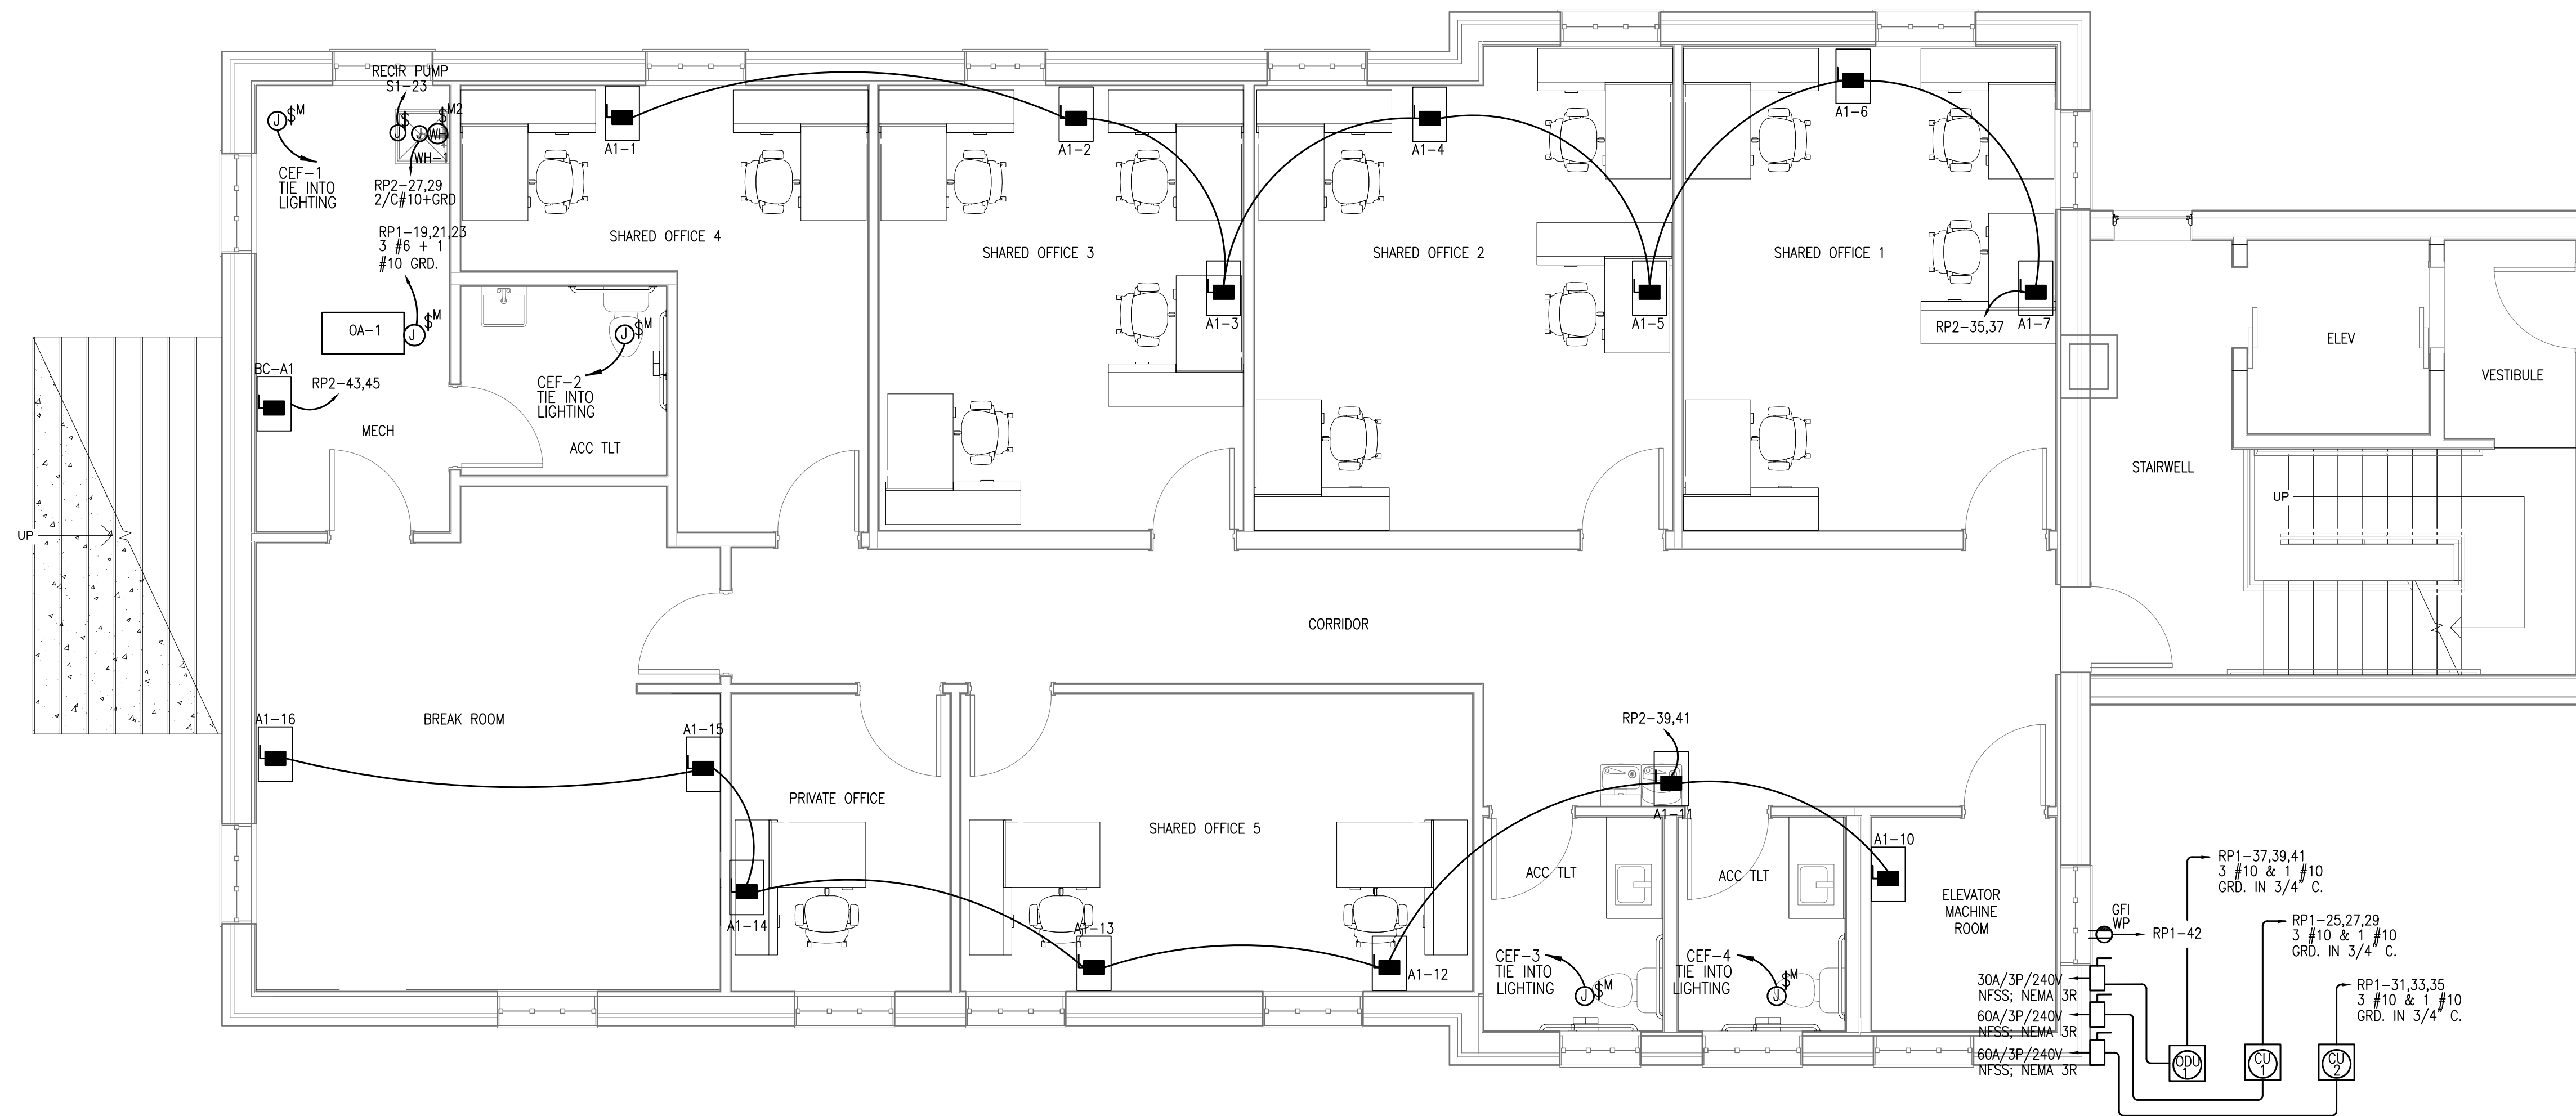 RECIR PUMP
S1-23
J
$M
$
J
$M2
WH
WH-1
CEF-1
TIE INTO
LIGHTING
RP2-27,29
2/C#10+GRD
RP1-19,21,23
3 #6 + 1
#10 GRD.
OA-1
J
$M
BC-A1
RP2-43,45
MECH
A1-1
SHARED OFFICE 4
J
$M
CEF-2
TIE INTO
LIGHTING
ACC TLT
A1-2
SHARED OFFICE 3
A1-3
A1-4
SHARED OFFICE 2
A1-5
A1-6
SHARED OFFICE 1
RP2-35,37
A1-7
ELEV
VESTIBULE
STAIRWELL
UP
UP
CORRIDOR
A1-16
BREAK ROOM
A1-15
PRIVATE OFFICE
A1-14
SHARED OFFICE 5
A1-13
A1-12
RP2-39,41
A1-11
A1-10
ACC TLT
ACC TLT
ELEVATOR
MACHINE
ROOM
CEF-3
TIE INTO
LIGHTING
J
$M
CEF-4
TIE INTO
LIGHTING
J
$M
GFI
WP
RP1-42
RP1-37,39,41
3 #10 & 1 #10
GRD. IN 3/4" C.
RP1-25,27,29
3 #10 & 1 #10
GRD. IN 3/4" C.
RP1-31,33,35
3 #10 & 1 #10
GRD. IN 3/4" C.
30A/3P/240V
NFSS; NEMA 3R
60A/3P/240V
NFSS; NEMA 3R
60A/3P/240V
NFSS; NEMA 3R
ODU
1
CU
1
CU
2